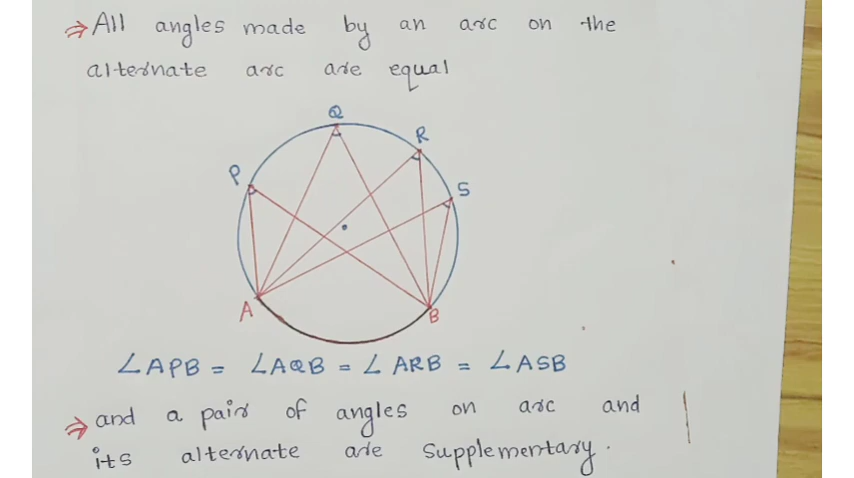 ⇒ All angles made by an arc on the
alternate arc are equal
Q
R
P
S
A
B
∠APB = ∠AQB = ∠ARB = ∠ASB
⇒ and a pair of angles on arc and
its alternate are supplementary.